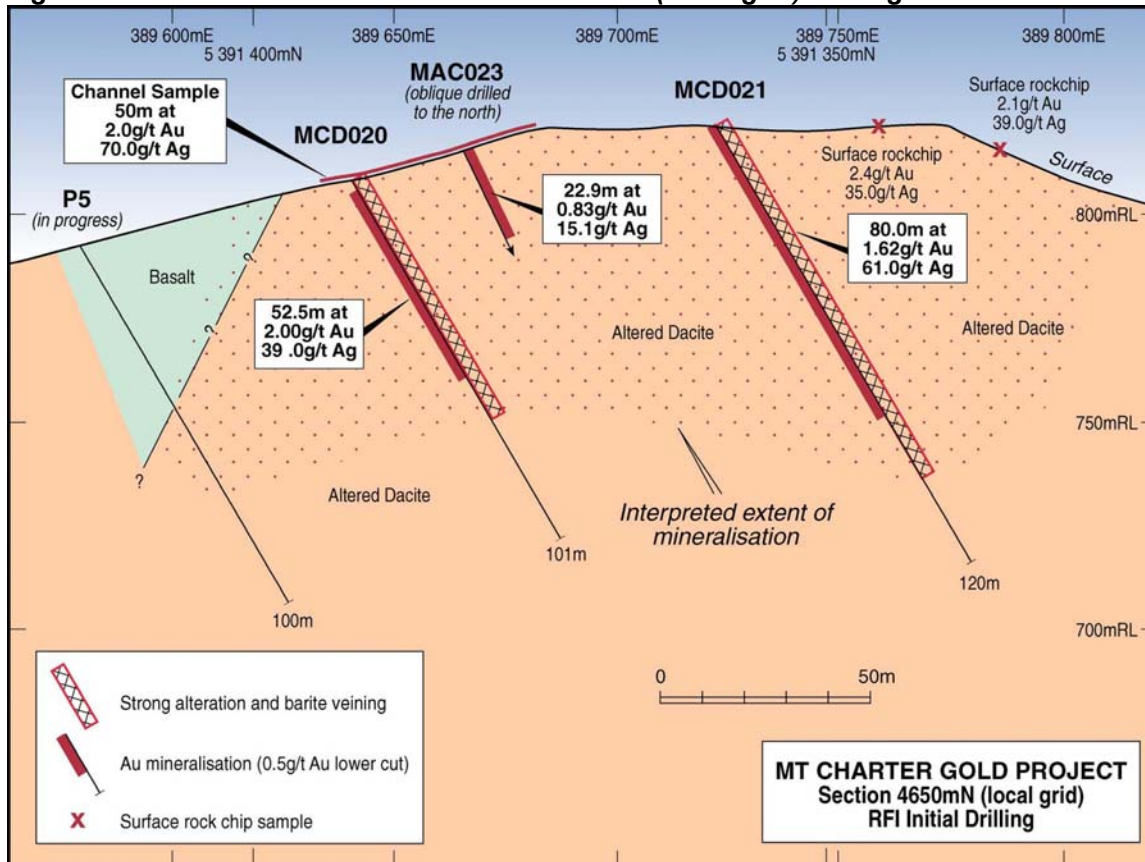 389 600mE
5 391 400mN
389 650mE
389 700mE
389 750mE
5 391 350mN
389 800mE
Channel Sample
50m at
2.0g/t Au
70.0g/t Ag
MAC023
(oblique drilled
to the north)
MCD020
MCD021
Surface rockchip
2.1g/t Au
39.0g/t Ag
Surface rockchip
2.4g/t Au
35.0g/t Ag
Surface
P5
(in progress)
22.9m at
0.83g/t Au
15.1g/t Ag
80.0m at
1.62g/t Au
61.0g/t Ag
800mRL
Basalt
?
?
?
52.5m at
2.00g/t Au
39 .0g/t Ag
Altered Dacite
Altered Dacite
750mRL
Altered Dacite
Interpreted extent of
mineralisation
101m
120m
100m
700mRL
Strong alteration and barite veining
Au mineralisation (0.5g/t Au lower cut)
X Surface rock chip sample
0 50m
MT CHARTER GOLD PROJECT
Section 4650mN (local grid)
RFI Initial Drilling